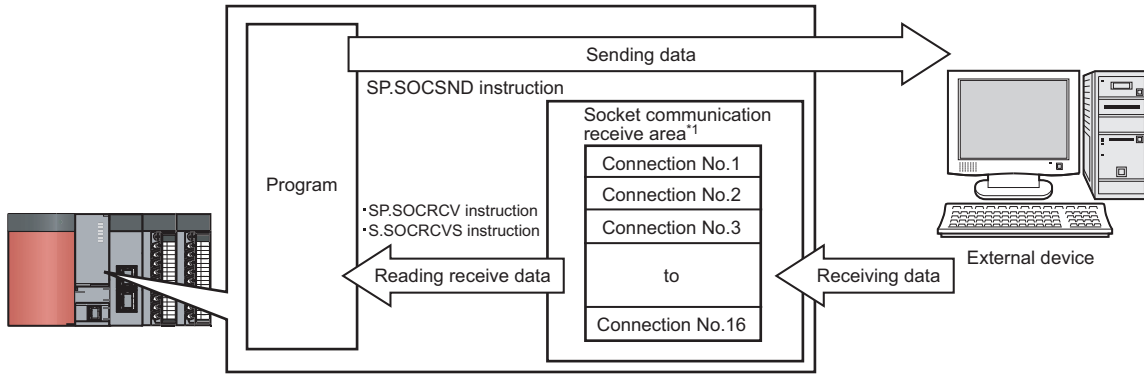 Sending data
SP.SOCSND instruction
Socket communication
receive area*1
Connection No.1
Connection No.2
Connection No.3
to
Connection No.16
Program
▪SP.SOCRCV instruction
▪S.SOCRCVS instruction
Reading receive data
Receiving data
External device